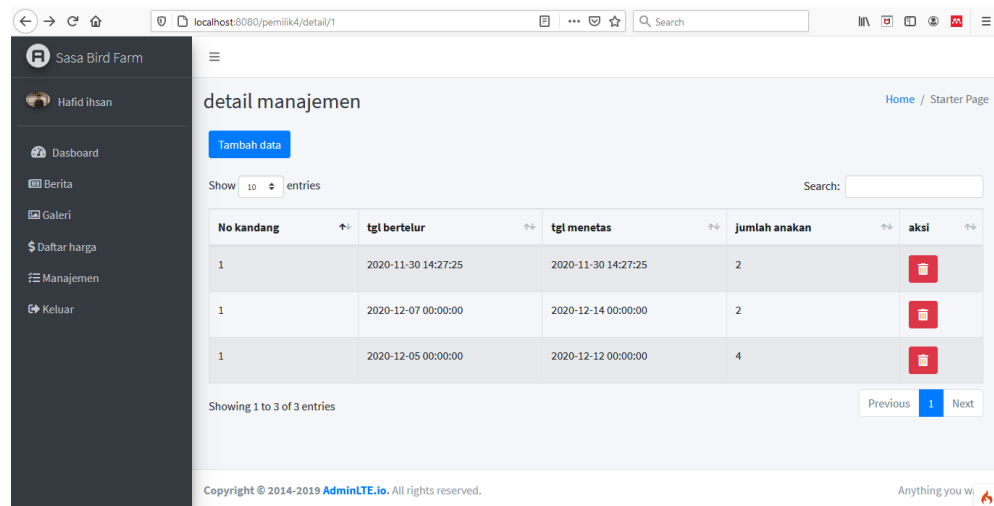 localhost:8080/pemilik4/detail/1
Search
Sasa Bird Farm
Hafid ihsan
detail manajemen
Home / Starter Page
Dasboard
Berita
Galeri
Daftar harga
Manajemen
Keluar
Tambah data
Show 10 entries
Search:
No kandang tgl bertelur tgl menetas jumlah anakan aksi
1 2020-11-30 14:27:25 2020-11-30 14:27:25 2
1 2020-12-07 00:00:00 2020-12-14 00:00:00 2
1 2020-12-05 00:00:00 2020-12-12 00:00:00 4
Showing 1 to 3 of 3 entries
Previous 1 Next
Copyright © 2014-2019 AdminLTE.io. All rights reserved.
Anything you